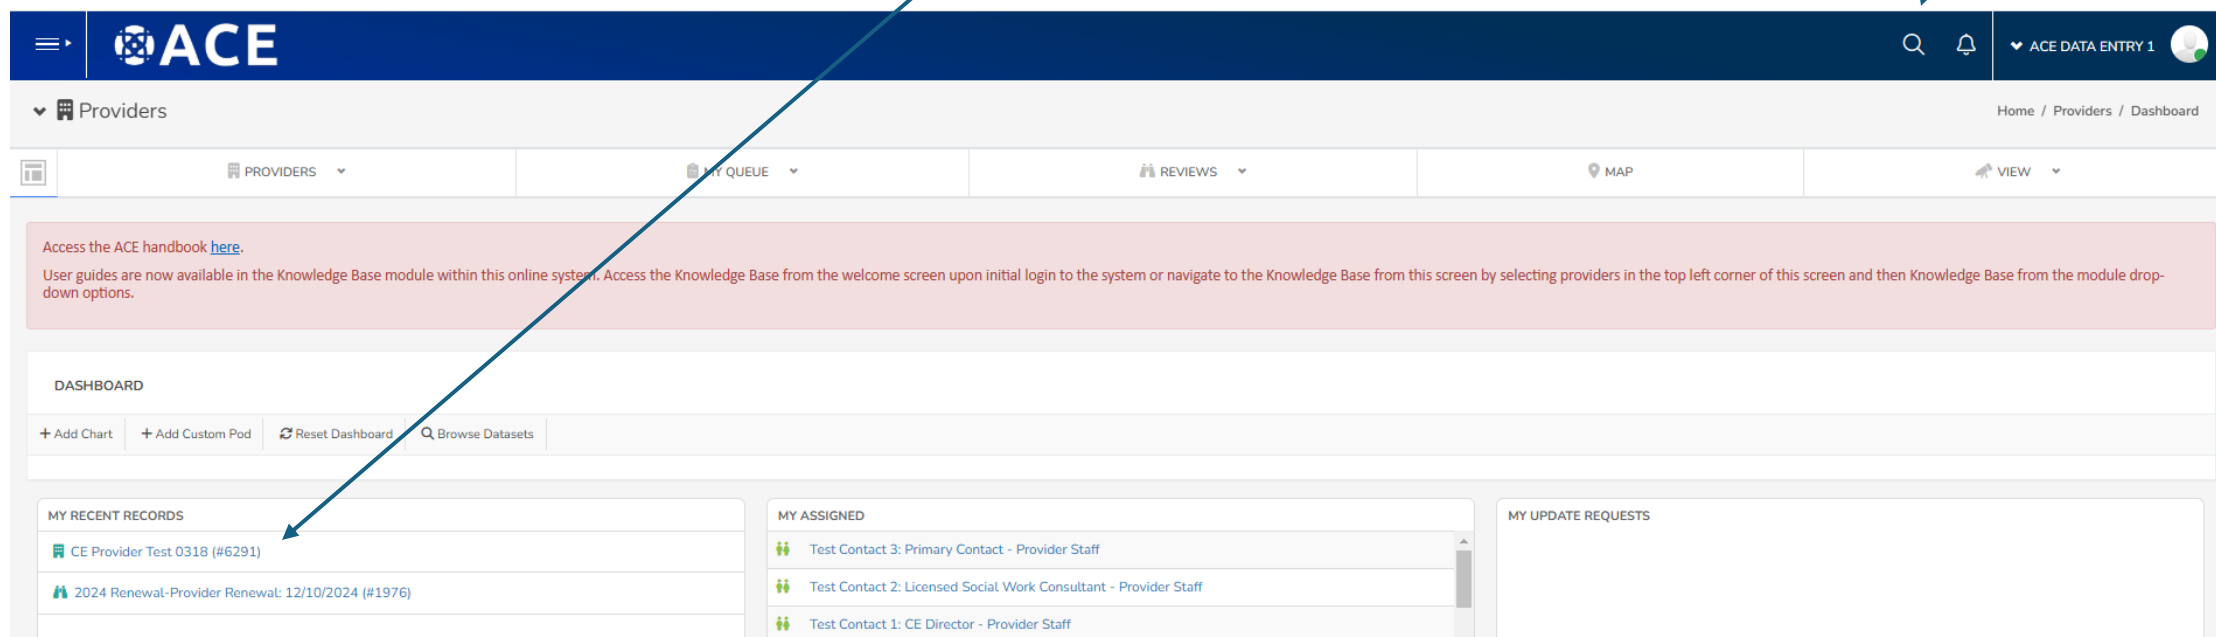 ACE
ACE DATA ENTRY 1
Providers
Home / Providers / Dashboard
PROVIDERS
MY QUEUE
REVIEWS
MAP
VIEW
Access the ACE handbook here.
User guides are now available in the Knowledge Base module within this online system. Access the Knowledge Base from the welcome screen upon initial login to the system or navigate to the Knowledge Base from this screen by selecting providers in the top left corner of this screen and then Knowledge Base from the module drop-
down options.
DASHBOARD
+ Add Chart
+ Add Custom Pod
Reset Dashboard
Browse Datasets
MY RECENT RECORDS
CE Provider Test 0318 (#6291)
2024 Renewal-Provider Renewal: 12/10/2024 (#1976)
MY ASSIGNED
Test Contact 3: Primary Contact - Provider Staff
Test Contact 2: Licensed Social Work Consultant - Provider Staff
Test Contact 1: CE Director - Provider Staff
MY UPDATE REQUESTS